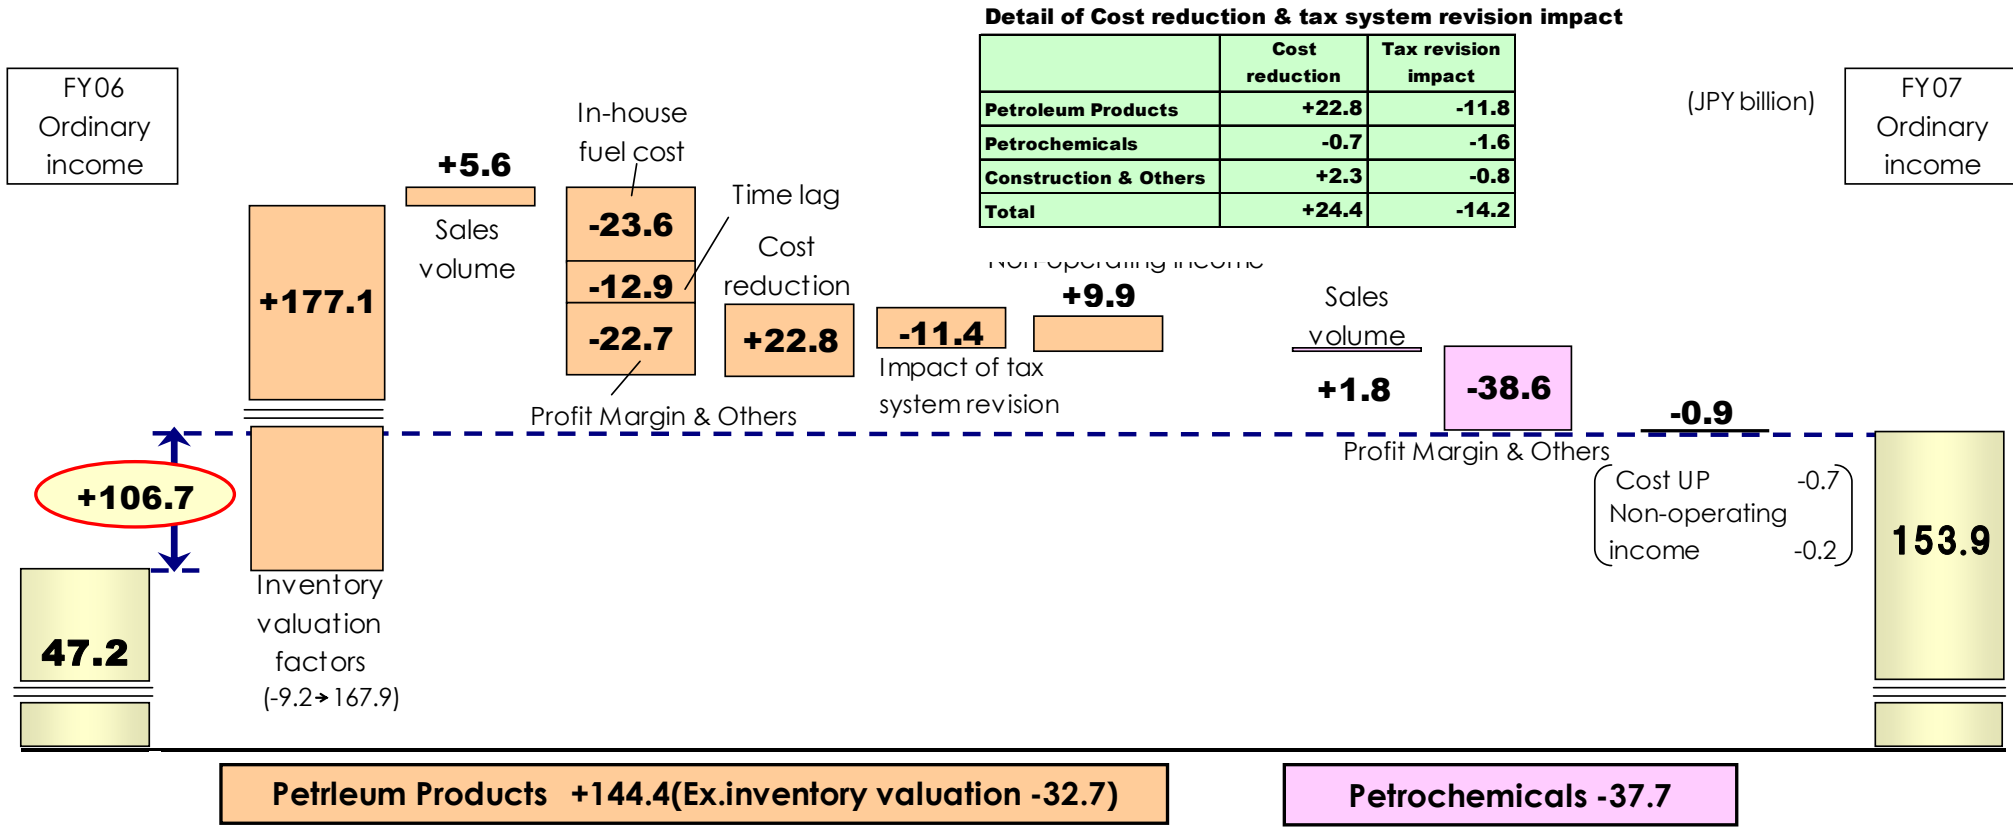 Detail of Cost reduction & tax system revision impact
Cost reduction
Tax revision impact
Petroleum Products +22.8 -11.8
Petrochemicals -0.7 -1.6
Construction & Others +2.3 -0.8
Total +24.4 -14.2
(JPY billion)
FY06
Ordinary
income
FY07
Ordinary
income
+106.7
47.2
+177.1
Inventory
valuation
factors
(-9.2→167.9)
+5.6
Sales
volume
In-house
fuel cost
-23.6
Time lag
-12.9
-22.7
Profit Margin & Others
Cost
reduction
+22.8
-11.4
Impact of tax
system revision
Non-operating income
+9.9
Sales
volume
+1.8
-38.6
Profit Margin & Others
-0.9
Cost UP -0.7
Non-operating
income -0.2
153.9
Petrleum Products +144.4(Ex.inventory valuation -32.7)
Petrochemicals -37.7